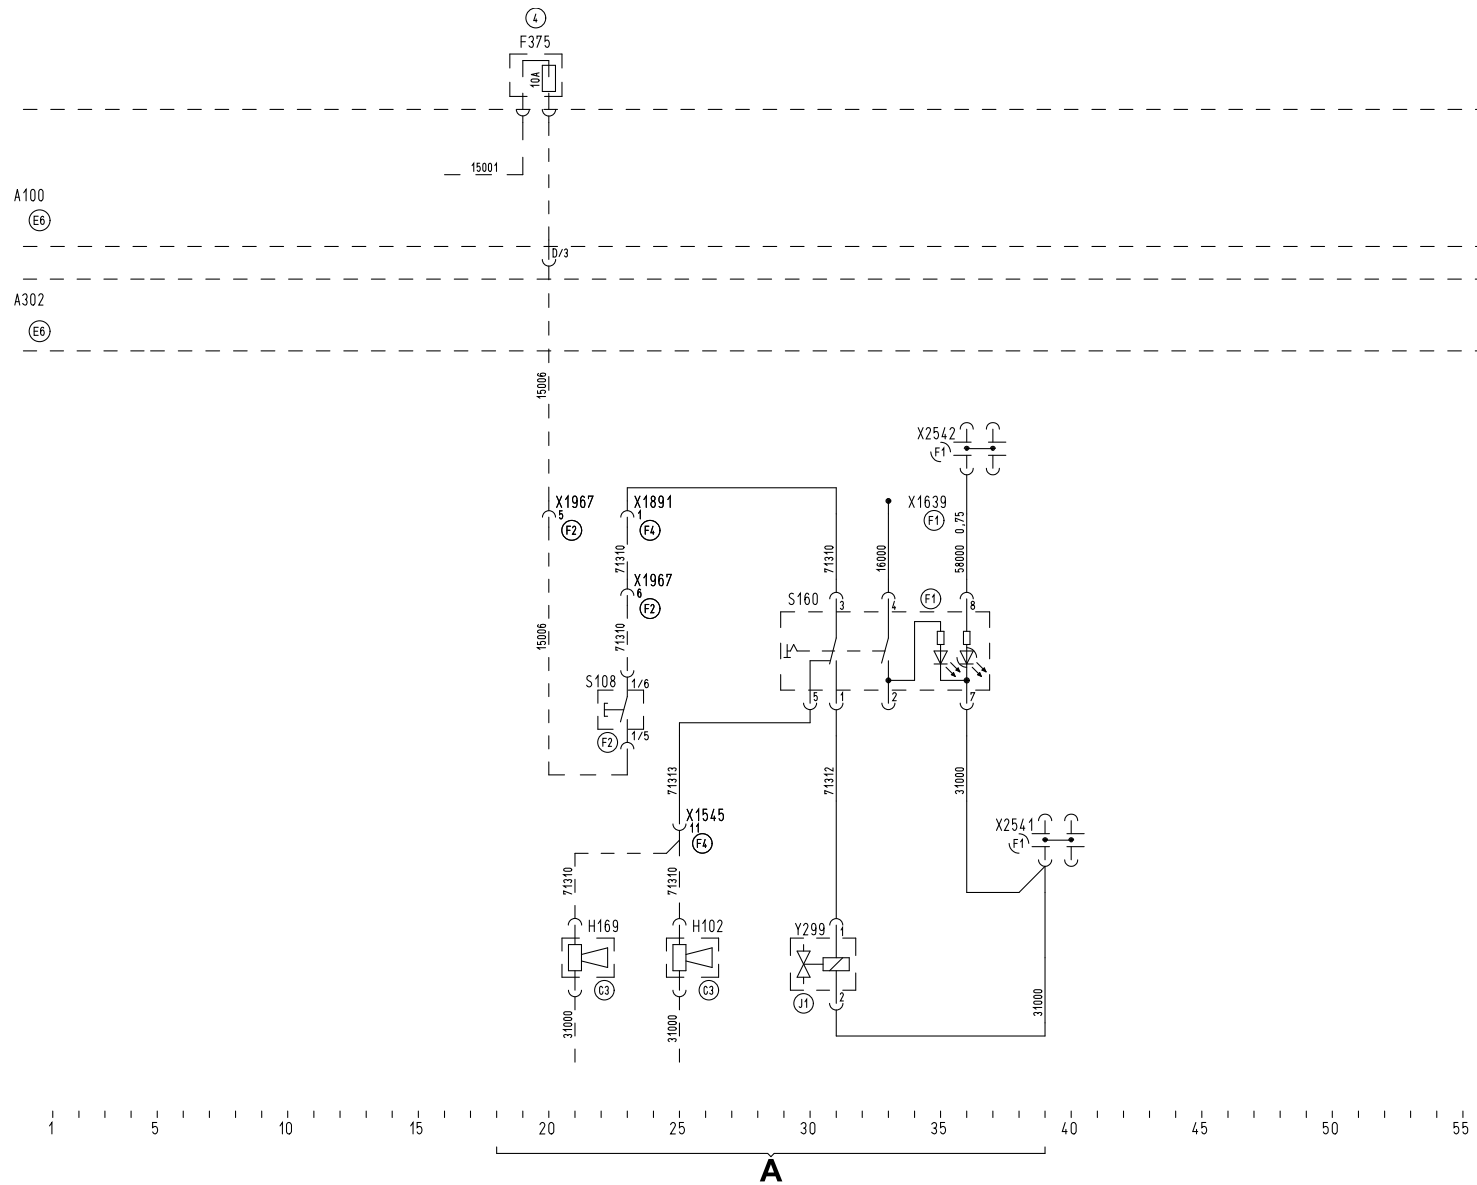 4
F375
10A
15001
A100
E6
D/3
A302
E6
15006
X2542
F1
X1967
5
F2
X1891
1
F4
X1639
F1
0,75
71310
71310
16000
58000
X1967
6
F2
S160
3
4
F1
8
15006
71310
S108
1/6
5
1
2
7
F2
1/5
71313
71312
31000
X1545
11
F4
X2541
F1
71310
71310
H169
H102
Y299
1
C3
C3
J1
2
31000
31000
31000
1 5 10 15 20 25 30 35 40 45 50 55
A